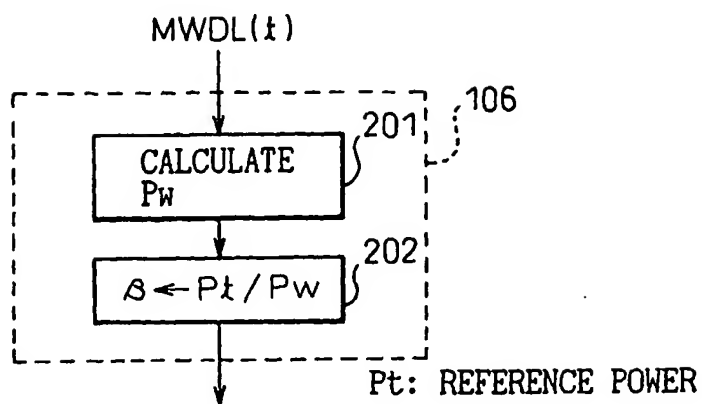 MWDL(t)
106
201
CALCULATE
Pw
202
β←Pt/Pw
Pt: REFERENCE POWER